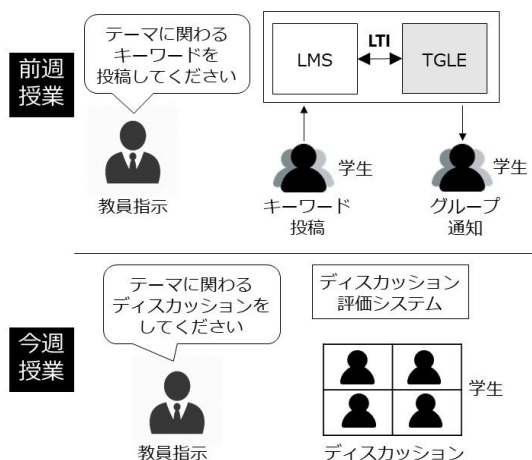 前週
授業
テーマに関わる
キーワードを
投稿してください
教員指示
LMS
LTI
TGLE
学生
キーワード
投稿
学生
グループ
通知
今週
授業
テーマに関わる
ディスカッションを
してください
教員指示
ディスカッション
評価システム
学生
ディスカッション